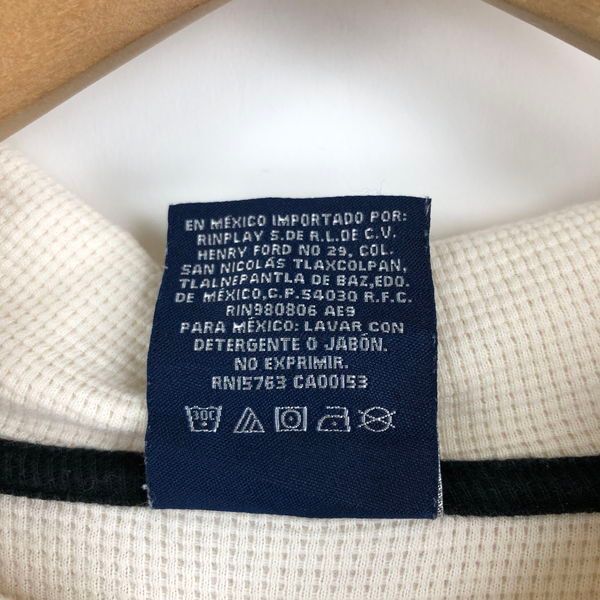 EN MÉXICO IMPORTADO POR:
RINPLAY S.DE R.L.DE C.V.
HENRY FORD NO 29, COL.
SAN NICOLÁS TLAXCOLPAN,
TLALNEPANTLA DE BAZ,EDO.
DE MÉXICO,C.P.54030 R.F.C.
RIN980806 AE9
PARA MÉXICO: LAVAR CON
DETERGENTE O JABÓN.
NO EXPRIMIR.
RN15763 CA00153
30C